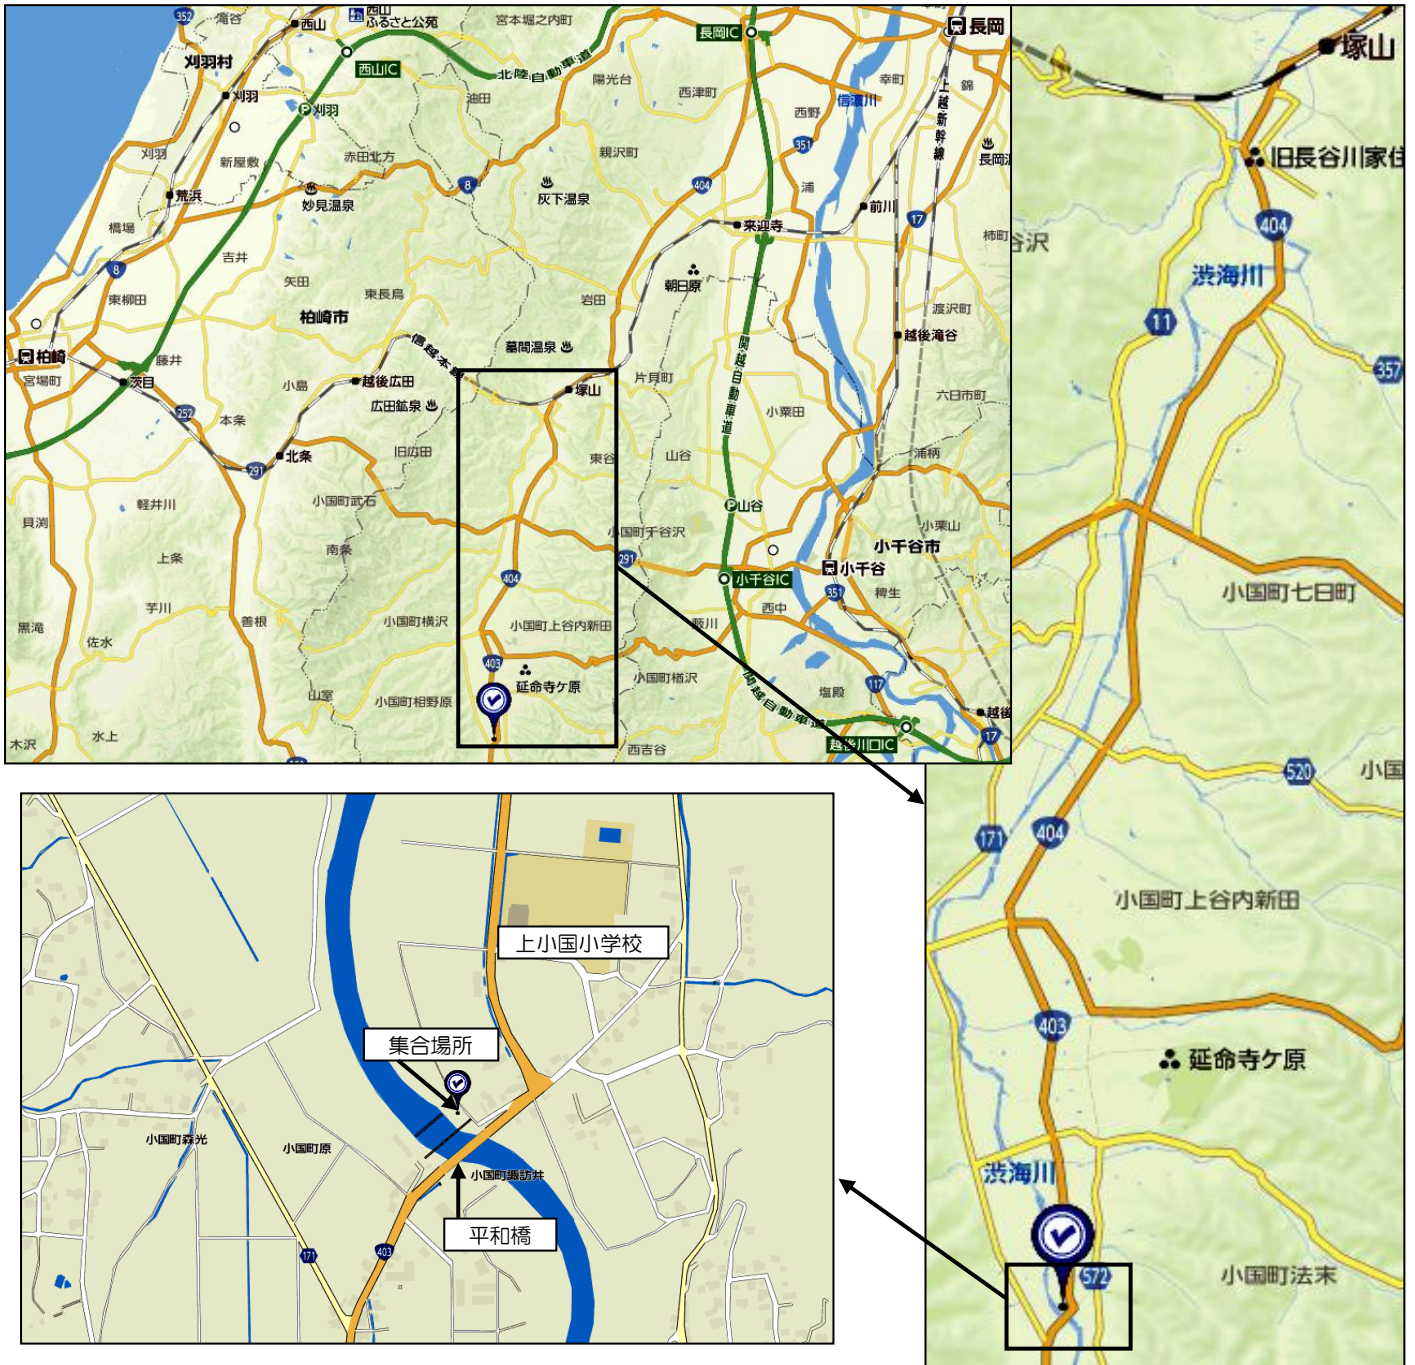 352
滝谷
西山
西山
ふるさと公苑
宮本堀之内町
長岡IC
長岡
刈羽村
西山IC
北陸自動車道
陽光台
幸町
錦
刈羽
P刈羽
油田
西津町
信濃川
西野
上越新幹線
351
刈羽
新屋敷
赤田北方
親沢町
8
404
浦
荒浜
妙見温泉
灰下温泉
来迎寺
前川
17
柿町
橋場
吉井
8
矢田
東長鳥
岩田
朝日原
東柳田
柏崎市
渡沢町
信越本線
墓間温泉
関越自動車道
越後滝谷
柏崎
藤井
宮場町
茨目
小島
越後広田
塚山
片貝町
六日市町
252
本条
広田鉱泉
小粟田
291
北条
旧広田
東谷
山谷
浦柄
軽井川
小国町武石
P山谷
貝渕
小国町千谷沢
小栗山
上条
南条
291
小千谷市
小千谷
404
小千谷IC
351
稗生
芋川
善根
小国町横沢
小国町上谷内新田
西中
薮川
黒滝
佐水
403
延命寺ケ原
小国町楢沢
関越自動車道
塩殿
117
山室
小国町相野原
木沢
水上
西吉谷
越後川口IC
17
塚山
旧長谷川家住
404
渋海川
11
357
小国町七日町
520
171
404
小国町上谷内新田
403
延命寺ケ原
渋海川
572
小国町法末
上小国小学校
集合場所
小国町森光
小国町原
小国町諏訪井
平和橋
171
403